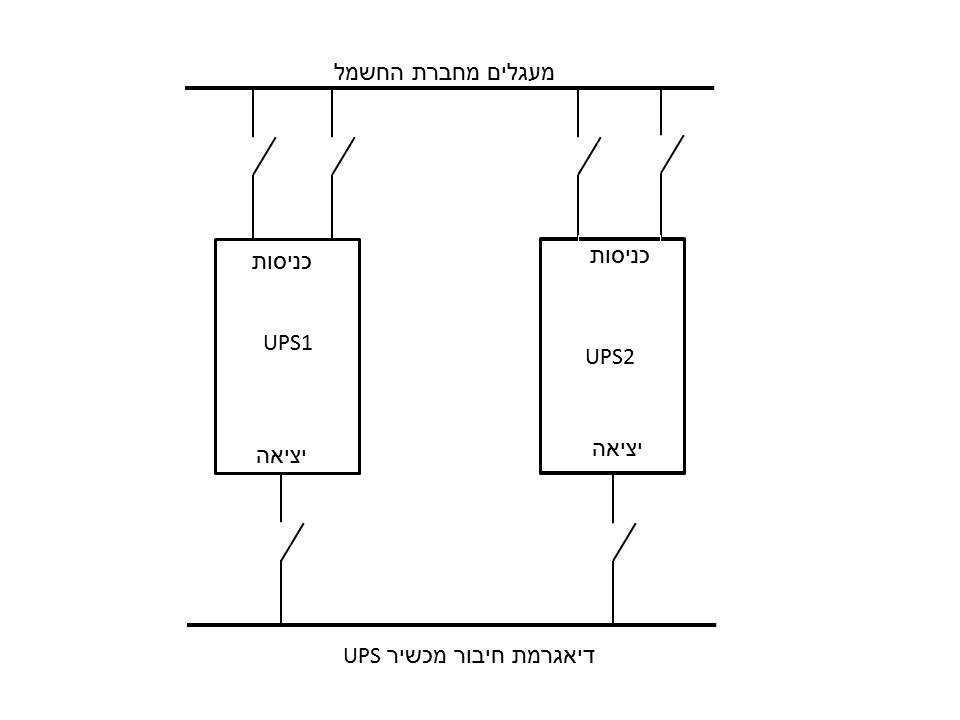 מעגלים מחברת החשמל
כניסות
כניסות
UPS1
UPS2
יציאה
יציאה
דיאגרמת חיבור מכשיר UPS